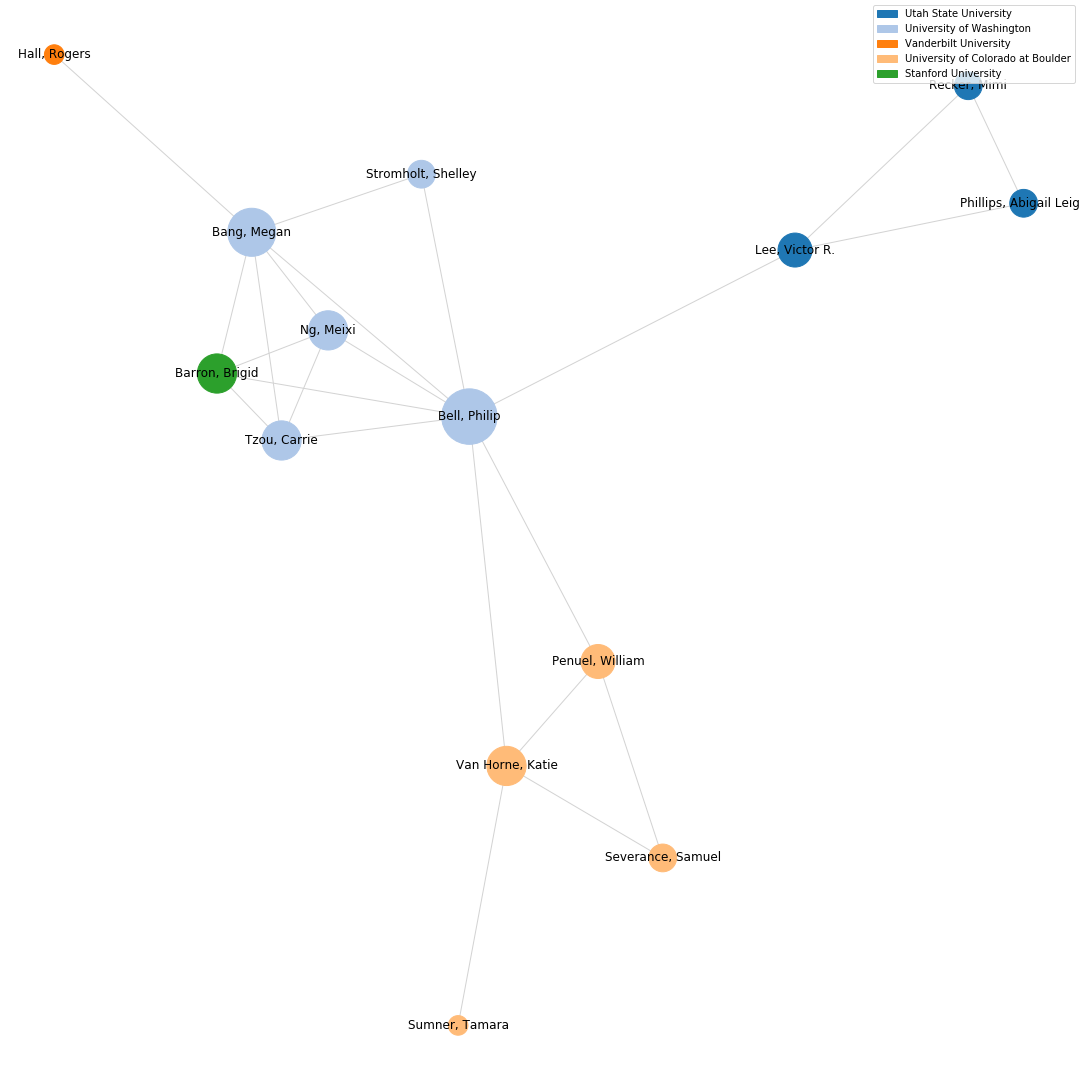 Utah State University
University of Washington
Vanderbilt University
University of Colorado at Boulder
Stanford University
Hall, Rogers
Recker, Mimi
Stromholt, Shelley
Phillips, Abigail Leig
Bang, Megan
Lee, Victor R.
Ng, Meixi
Barron, Brigid
Bell, Philip
Tzou, Carrie
Penuel, William
Van Horne, Katie
Severance, Samuel
Sumner, Tamara